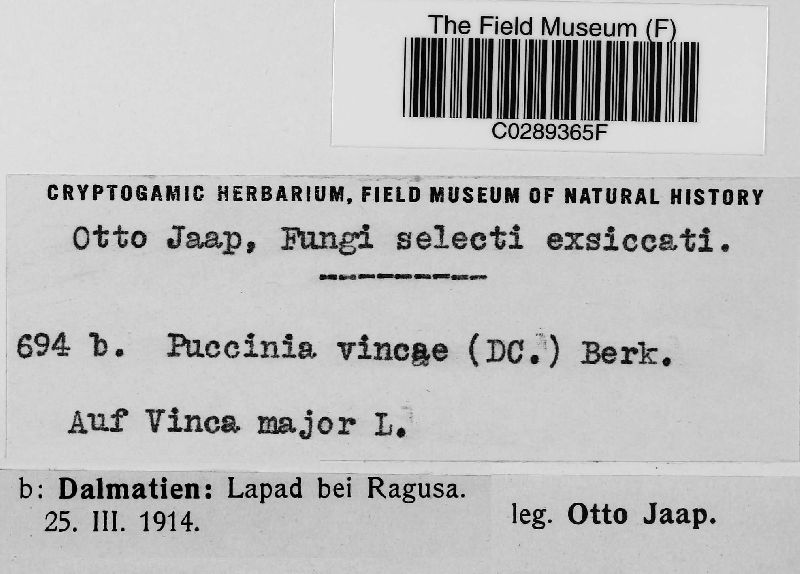 The Field Museum (F)
C0289365F
CRYPTOGAMIC HERBARIUM, FIELD MUSEUM OF NATURAL HISTORY
Otto Jaap, Fungi selecti exsiccati.
694 b. Puccinia vincae (DC.) Berk.
Auf Vinca major L.
b: Dalmatien: Lapad bei Ragusa.
25. III. 1914.
leg. Otto Jaap.